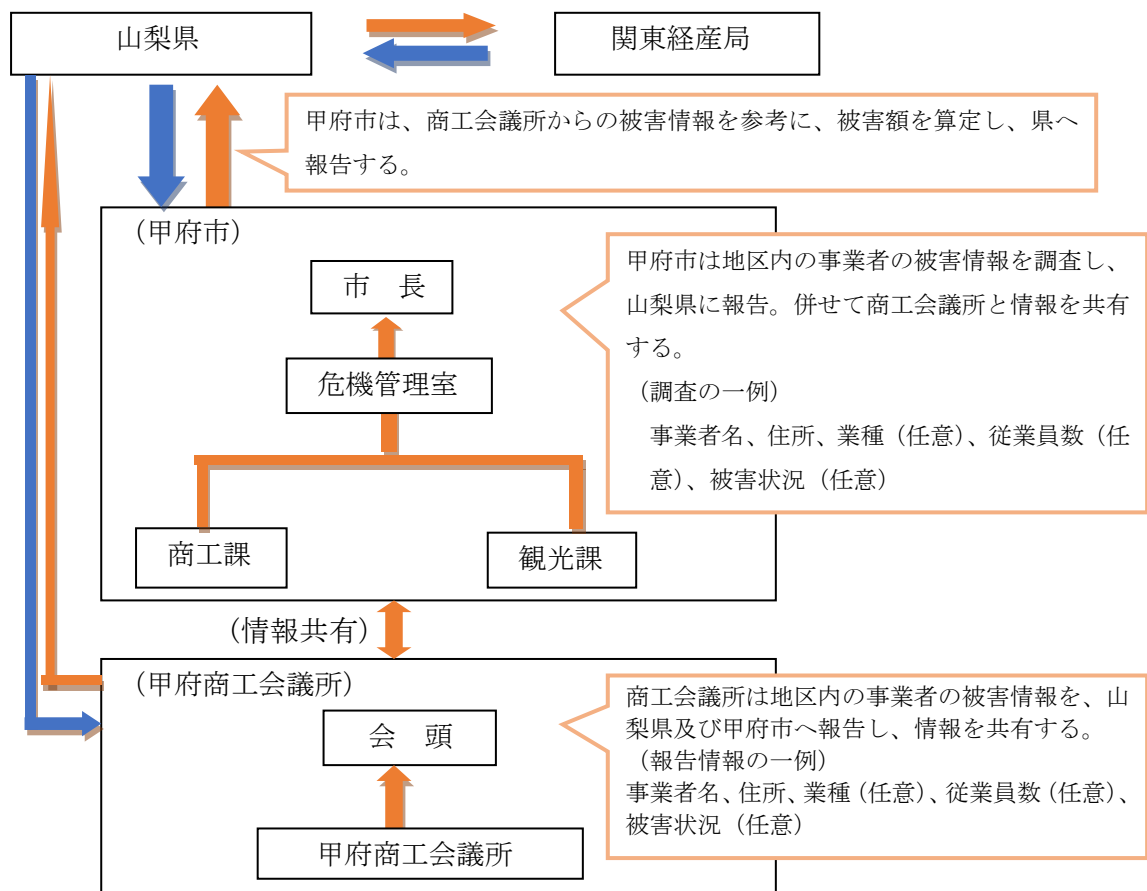 山梨県
関東経産局
甲府市は、商工会議所からの被害情報を参考に、被害額を算定し、県へ
報告する。
（甲府市）
市　長
危機管理室
商工課
観光課
甲府市は地区内の事業者の被害情報を調査し、
山梨県に報告。併せて商工会議所と情報を共有
する。
（調査の一例）
事業者名、住所、業種（任意）、従業員数（任
意）、被害状況（任意）
（情報共有）
（甲府商工会議所）
会　頭
甲府商工会議所
商工会議所は地区内の事業者の被害情報を、山
梨県及び甲府市へ報告し、情報を共有する。
（報告情報の一例）
事業者名、住所、業種（任意）、従業員数（任意）、
被害状況（任意）